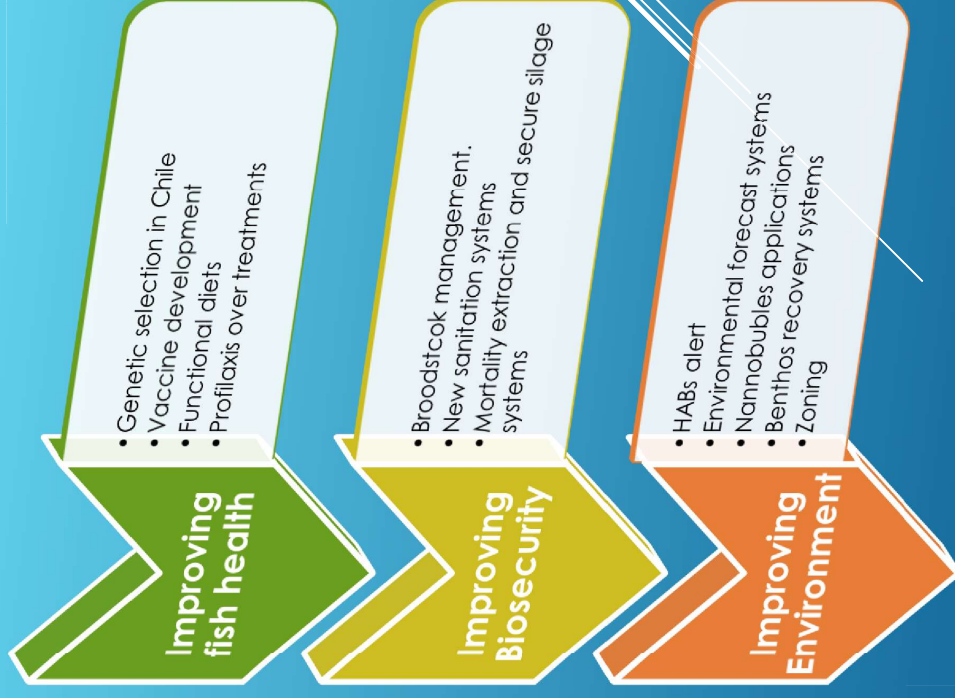 Improving
fish health
• Genetic selection in Chile
• Vaccine development
• Functional diets
• Profilaxis over treatments
Improving
Biosecurity
• Broodstcok management.
• New sanitation systems
• Mortality extraction and secure silage
systems
Improving
Environment
• HABs alert
• Environmental forecast systems
• Nannobubles applications
• Benthos recovery systems
• Zoning